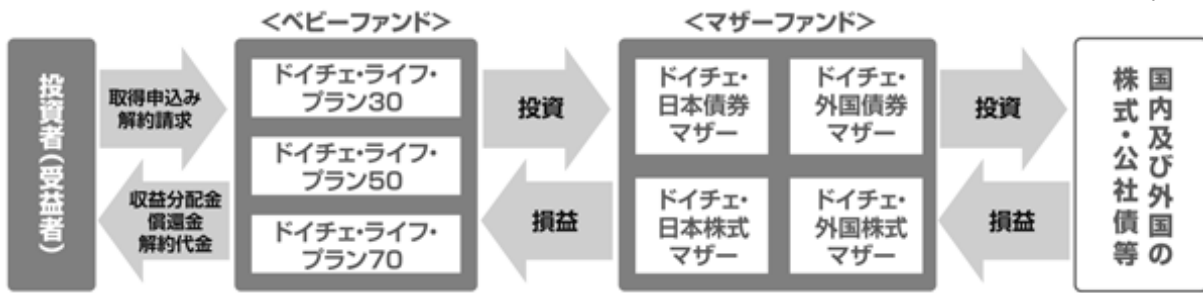 <ベビーファンド>
<マザーファンド>
投資者(受益者)
取得申込み
解約請求
収益分配金
償還金
解約代金
ドイチェ・ライフ・
プラン30
ドイチェ・ライフ・
プラン50
ドイチェ・ライフ・
プラン70
投資
損益
ドイチェ・
日本債券
マザー
ドイチェ・
外国債券
マザー
ドイチェ・
日本株式
マザー
ドイチェ・
外国株式
マザー
投資
損益
国内及び外国の
株式・公社債等